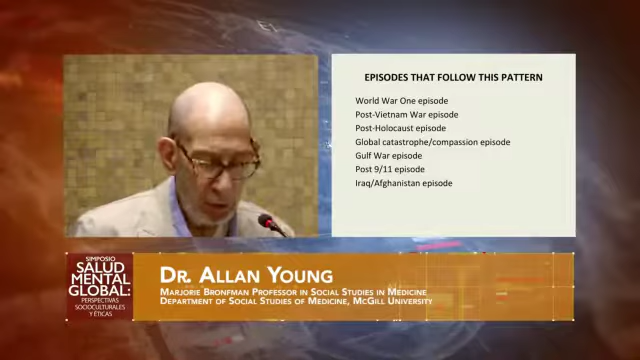 EPISODES THAT FOLLOW THIS PATTERN
World War One episode
Post-Vietnam War episode
Post-Holocaust episode
Global catastrophe/compassion episode
Gulf War episode
Post 9/11 episode
Iraq/Afghanistan episode
SIMPOSIO
SALUD
MENTAL
GLOBAL:
PERSPECTIVAS
SOCIOCULTURALES
Y ÉTICAS
DR. ALLAN YOUNG
MARJORIE BRONFMAN PROFESSOR IN SOCIAL STUDIES IN MEDICINE
DEPARTMENT OF SOCIAL STUDIES OF MEDICINE, MCGILL UNIVERSITY